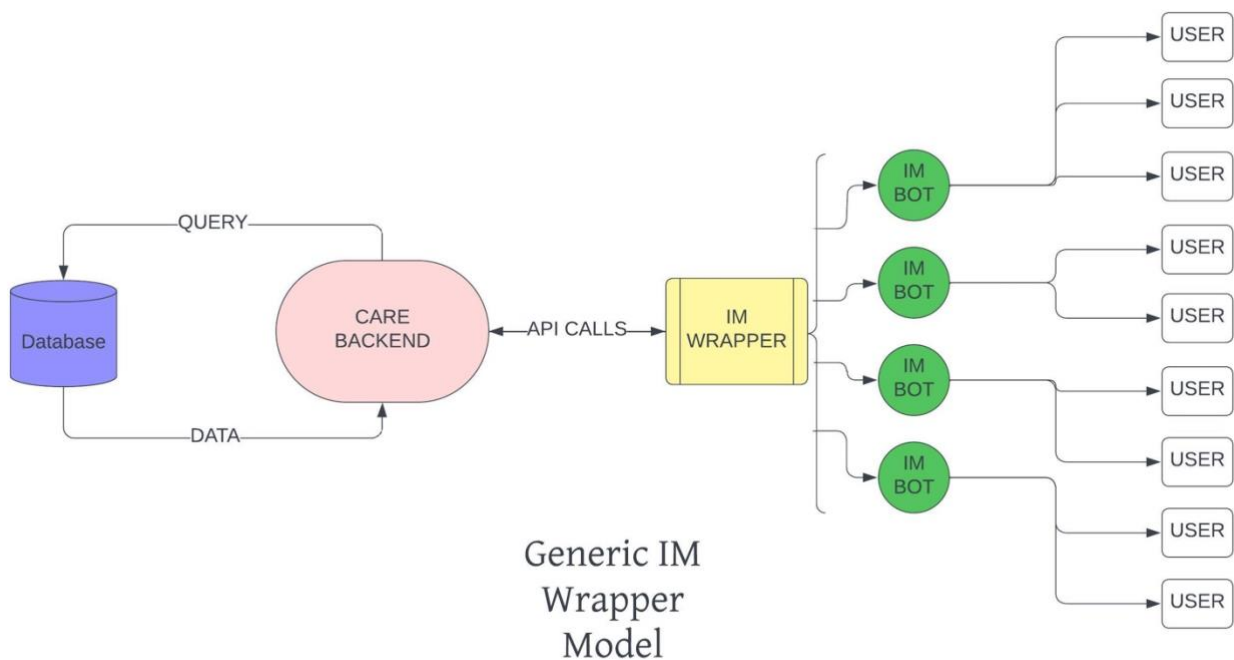 USER
USER
USER
IM
BOT
QUERY
USER
IM
BOT
USER
Database
CARE
BACKEND
API CALLS
IM
WRAPPER
IM
BOT
USER
DATA
USER
IM
BOT
USER
USER
Generic IM
Wrapper
Model